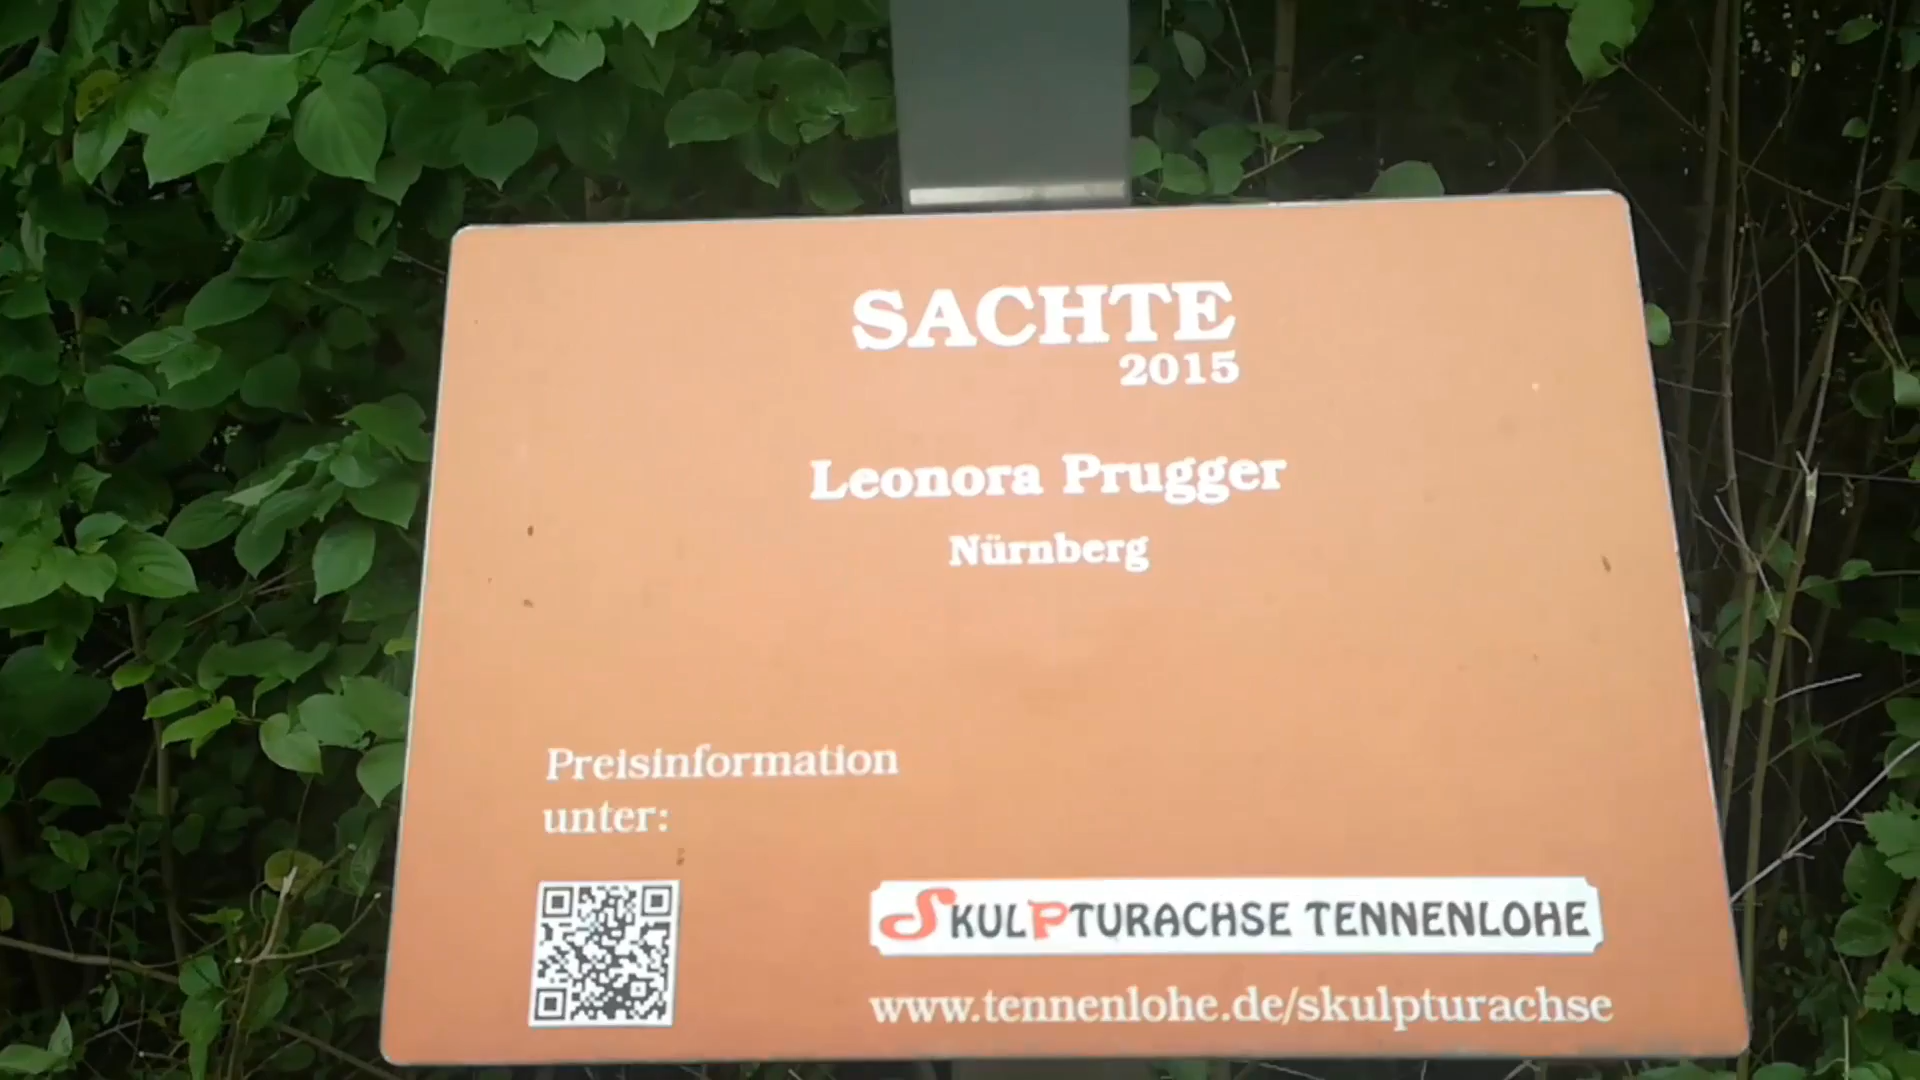 SACHTE
2015
Leonora Prugger
Nürnberg
Preisinformation
unter:
SKULPTURACHSE TENNENLOHE
www.tennenlohe.de/skulpturachse